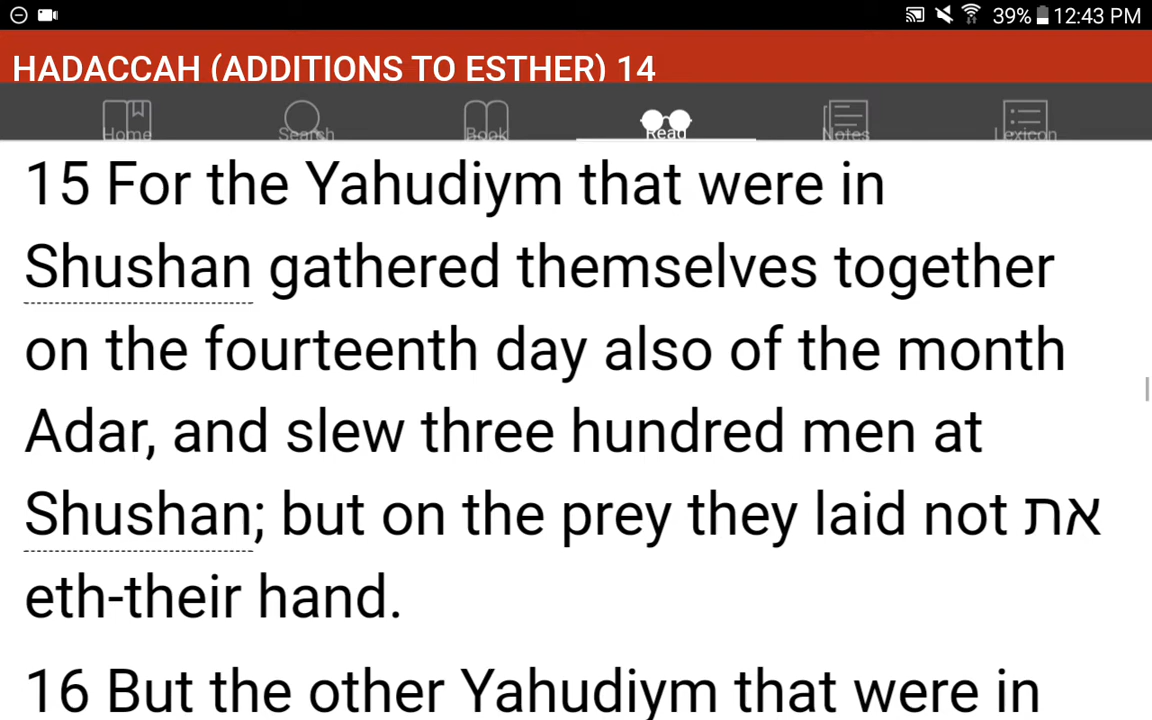 39% 12:43 PM
HADACCAH (ADDITIONS TO ESTHER) 14
Home Search Book Read Notes Lexicon
15 For the Yahudiym that were in
Shushan gathered themselves together
on the fourteenth day also of the month
Adar, and slew three hundred men at
Shushan; but on the prey they laid not את
eth-their hand.
16 But the other Yahudiym that were in